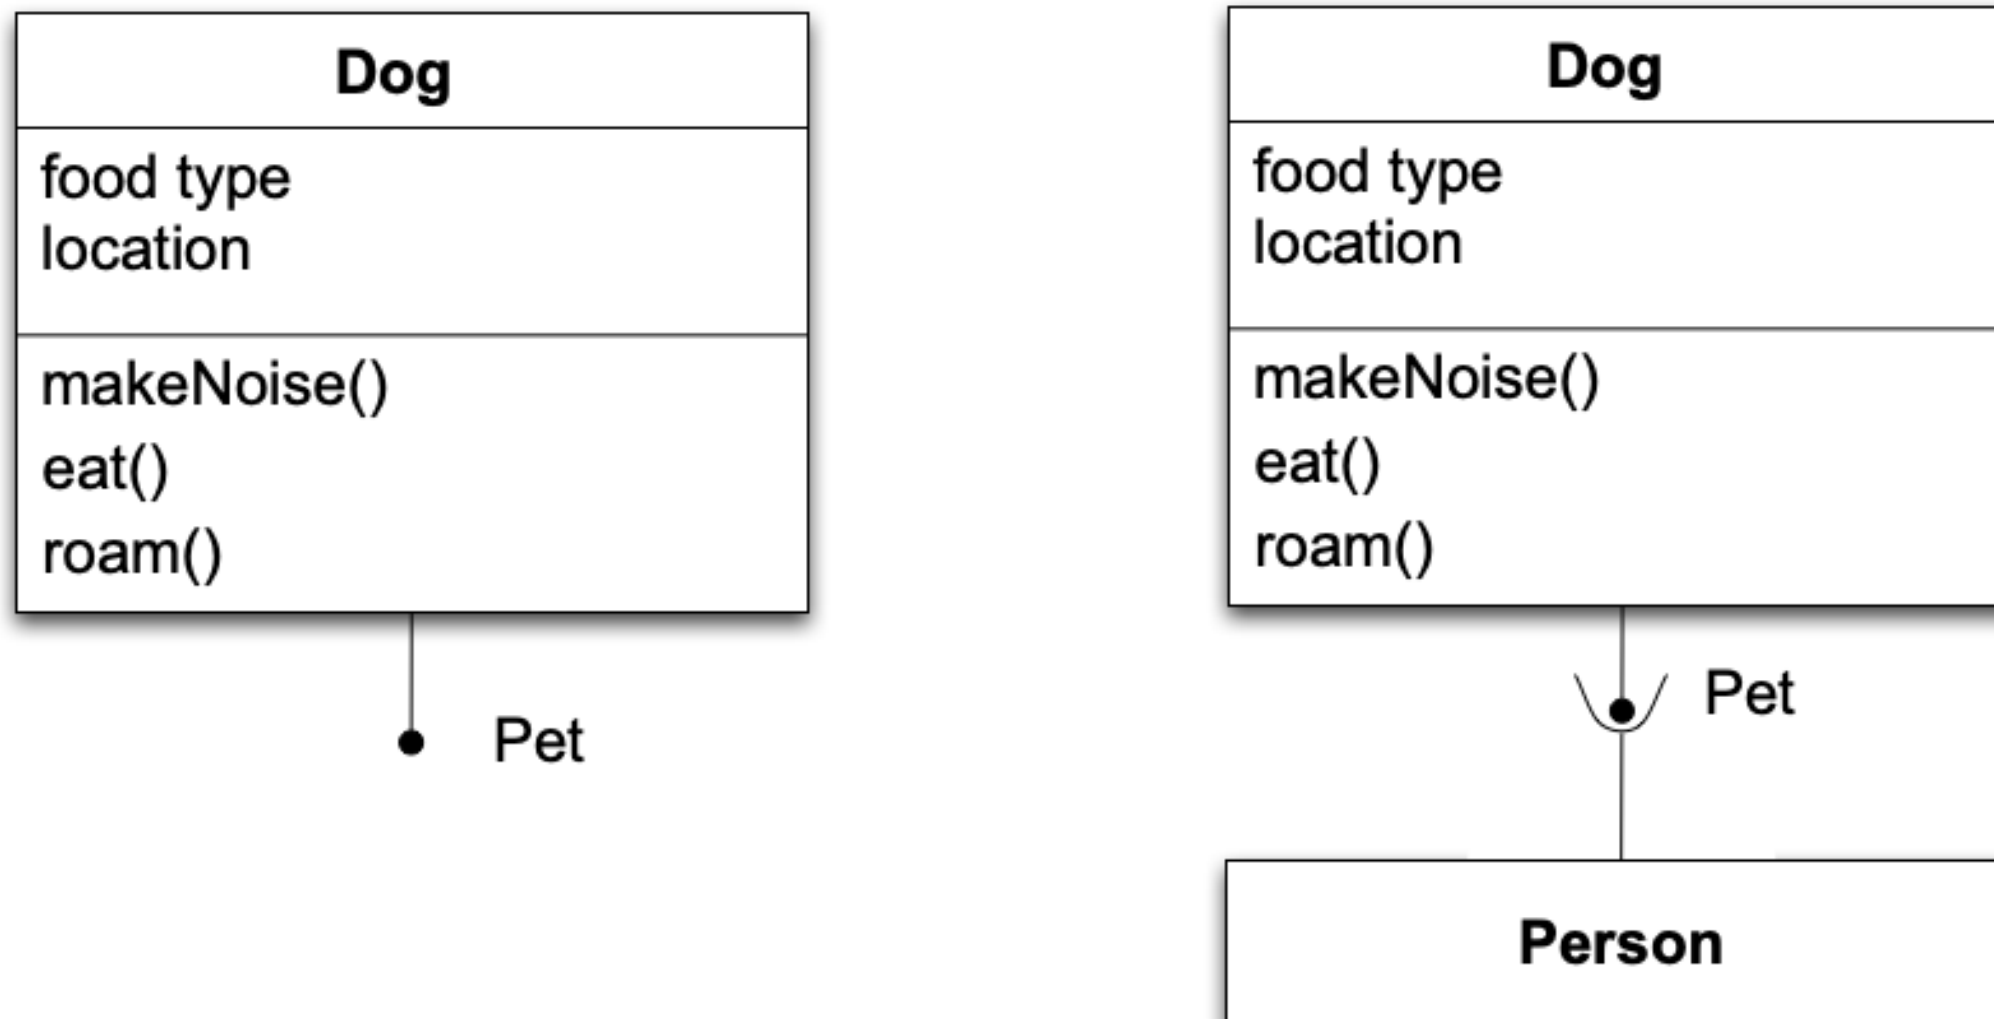 Dog
food type
location
makeNoise()
eat()
roam()
Pet
Dog
food type
location
makeNoise()
eat()
roam()
Pet
Person